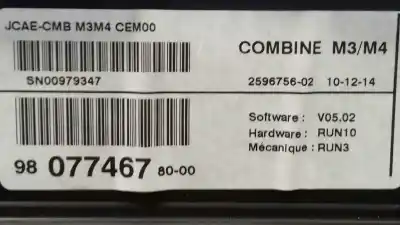 JCAE-CMB M3M4 CEM00
COMBINE M3/M4
SN00979347
2596756-02 10-12-14
Software : V05.02
Hardware : RUN10
Mécanique : RUN3
98 077467 80-00